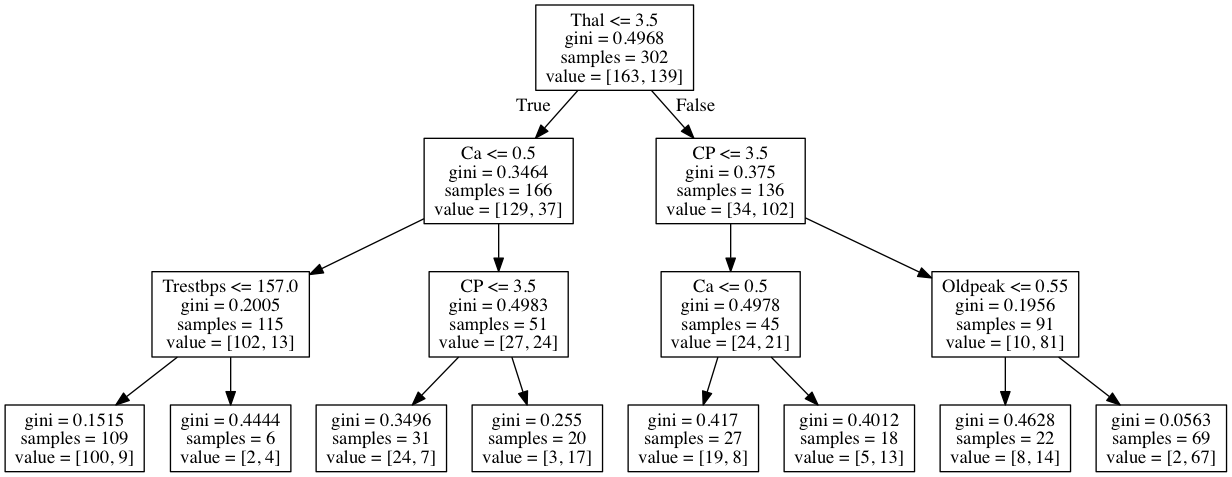 Thal <= 3.5
gini = 0.4968
samples = 302
value = [163, 139]
True
False
Ca <= 0.5
gini = 0.3464
samples = 166
value = [129, 37]
CP <= 3.5
gini = 0.375
samples = 136
value = [34, 102]
Trestbps <= 157.0
gini = 0.2005
samples = 115
value = [102, 13]
CP <= 3.5
gini = 0.4983
samples = 51
value = [27, 24]
Ca <= 0.5
gini = 0.4978
samples = 45
value = [24, 21]
Oldpeak <= 0.55
gini = 0.1956
samples = 91
value = [10, 81]
gini = 0.1515
samples = 109
value = [100, 9]
gini = 0.4444
samples = 6
value = [2, 4]
gini = 0.3496
samples = 31
value = [24, 7]
gini = 0.255
samples = 20
value = [3, 17]
gini = 0.417
samples = 27
value = [19, 8]
gini = 0.4012
samples = 18
value = [5, 13]
gini = 0.4628
samples = 22
value = [8, 14]
gini = 0.0563
samples = 69
value = [2, 67]